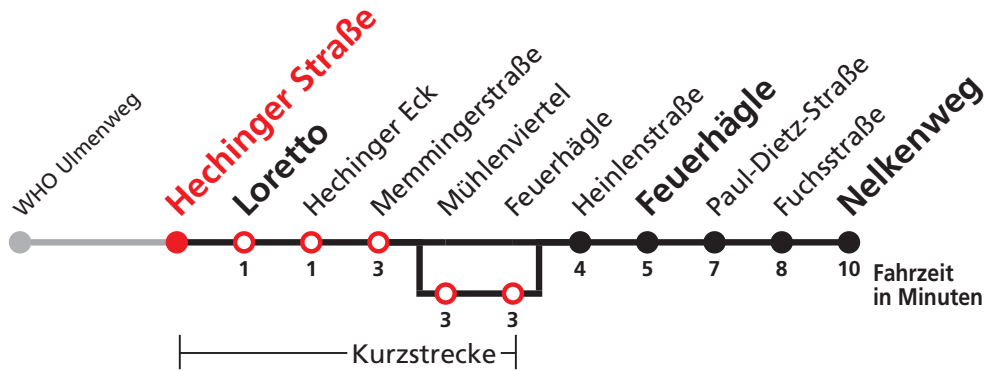 WHO Ulmenweg
Hechinger Straße
Loretto
Hechinger Eck
Memmingerstraße
Mühlenviertel
Feuerhägle
Heinlenstraße
Feuerhägle
Paul-Dietz-Straße
Fuchsstraße
Nelkenweg
1 1 3 4 5 7 8 10 Fahrzeit
in Minuten
3 3
Kurzstrecke